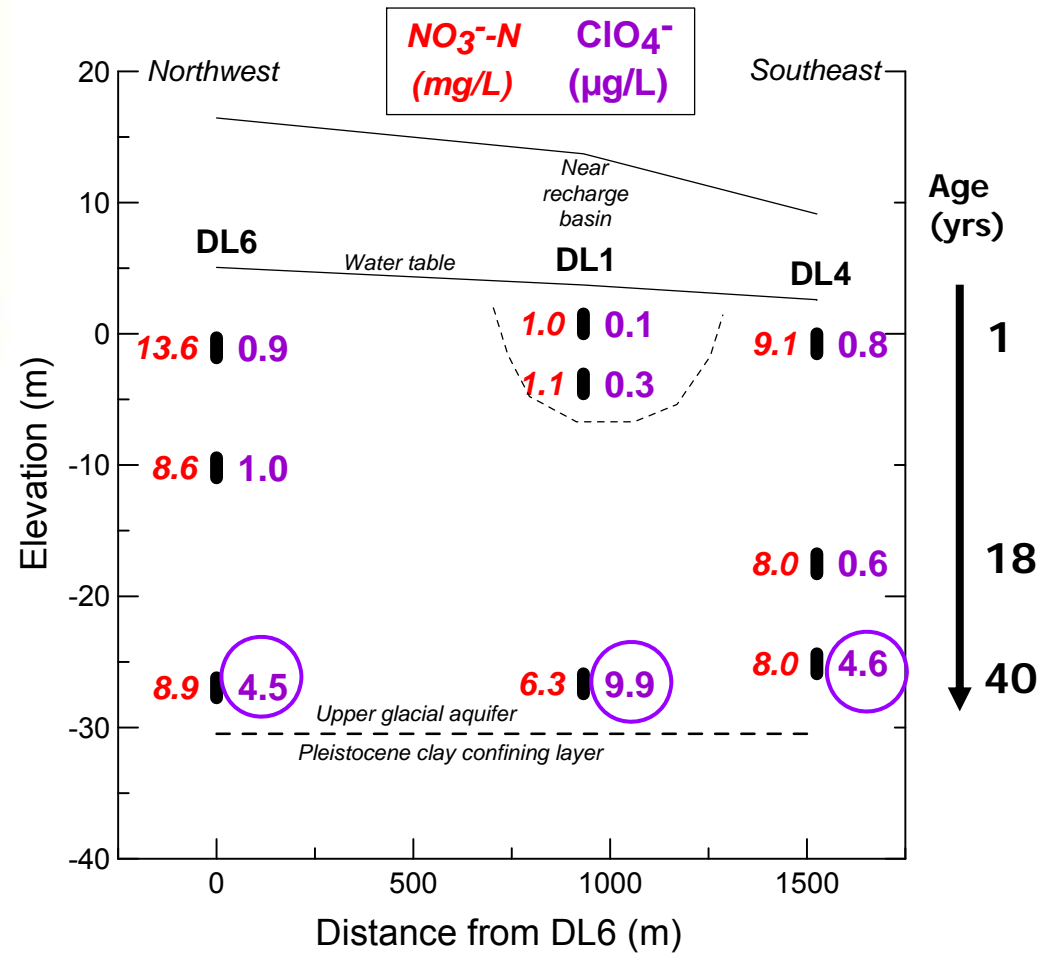 NO3⁻-N ClO4⁻
(mg/L) (µg/L)
20 Northwest Southeast
Near
recharge
basin
Age
(yrs)
10
DL6 Water table DL1 DL4
0 13.6 0.9 1.0 0.1 9.1 0.8 1
1.1 0.3
-10 8.6 1.0
8.0 0.6 18
-20
8.9 4.5 6.3 9.9 8.0 4.6 40
Upper glacial aquifer
-30
Pleistocene clay confining layer
-40
0 500 1000 1500
Distance from DL6 (m)
Elevation (m)